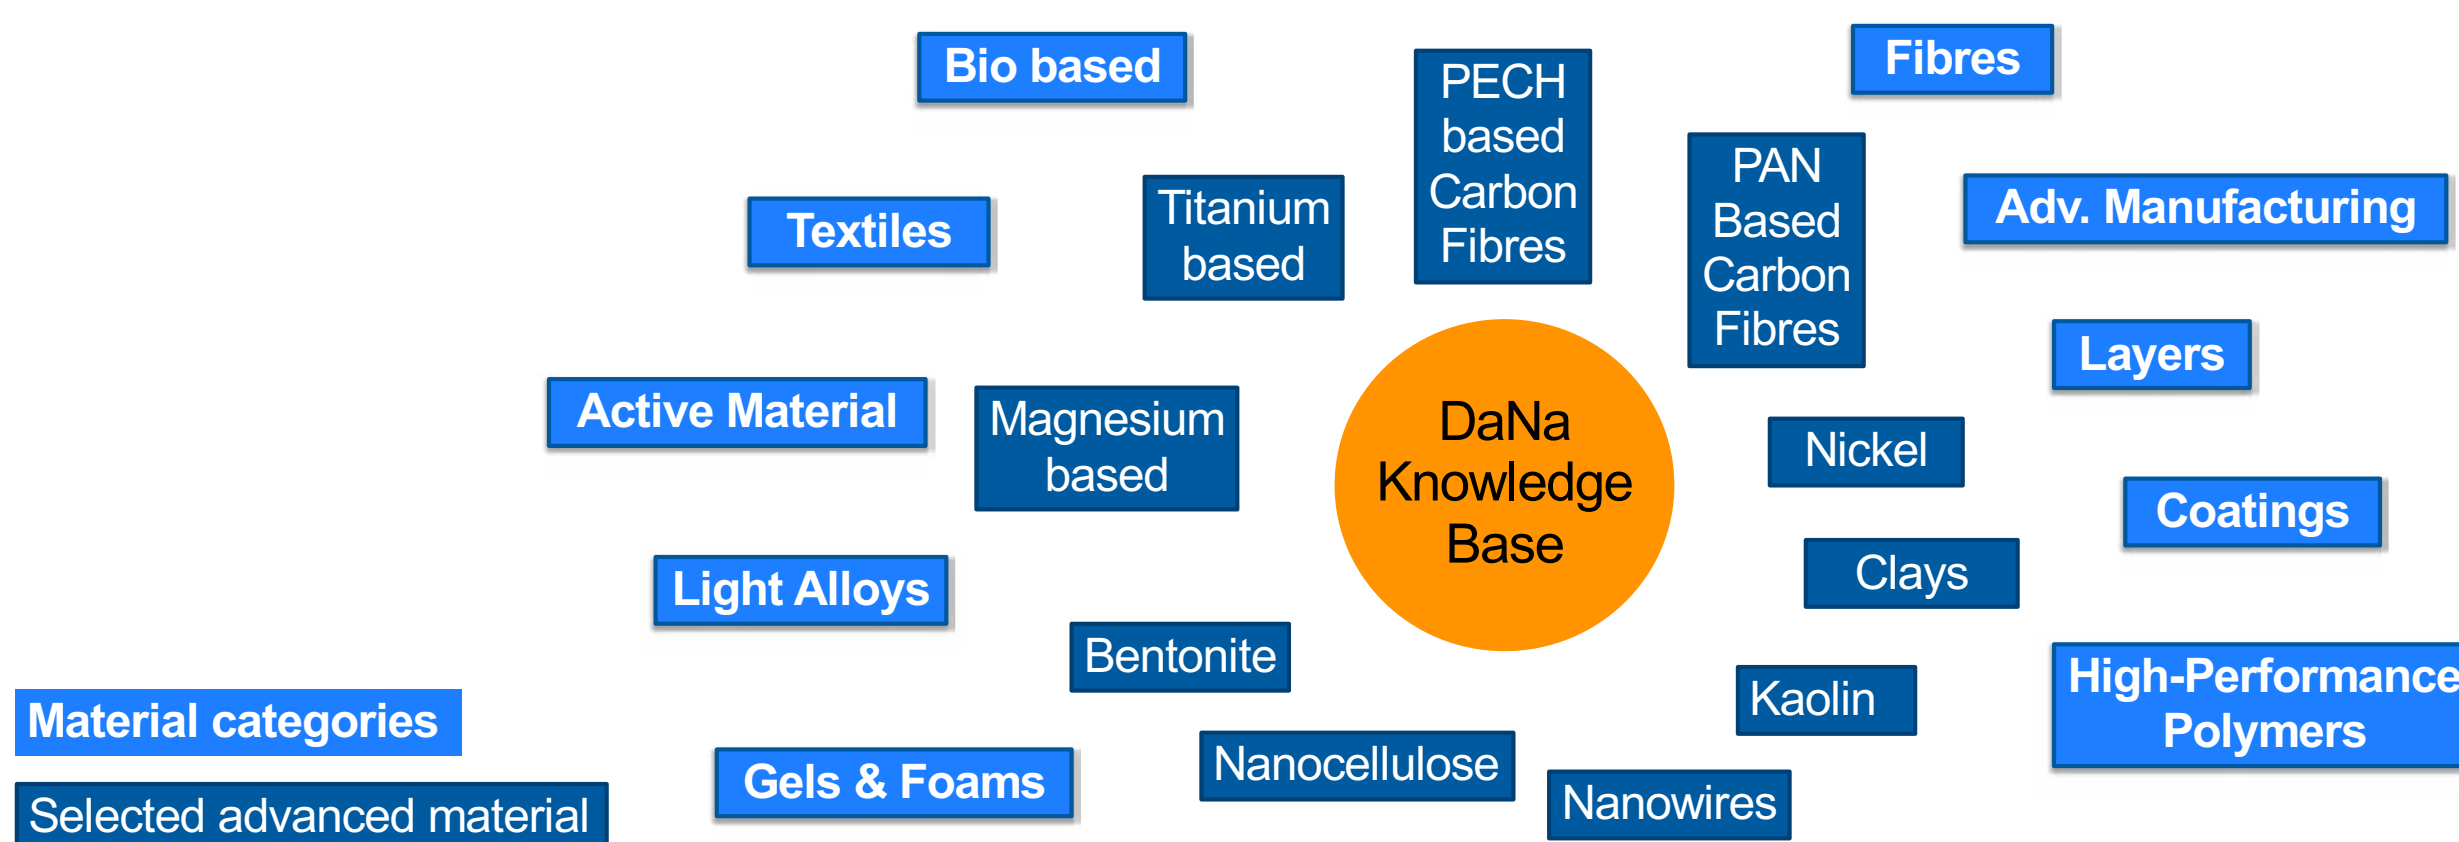 Bio based
Fibres
PECH
based
Carbon
Fibres
PAN
Based
Carbon
Fibres
Titanium
based
Textiles
Adv. Manufacturing
Layers
Active Material
Magnesium
based
DaNa
Knowledge
Base
Nickel
Coatings
Light Alloys
Clays
Bentonite
Kaolin
High-Performance
Polymers
Material categories
Gels & Foams
Nanocellulose
Nanowires
Selected advanced material